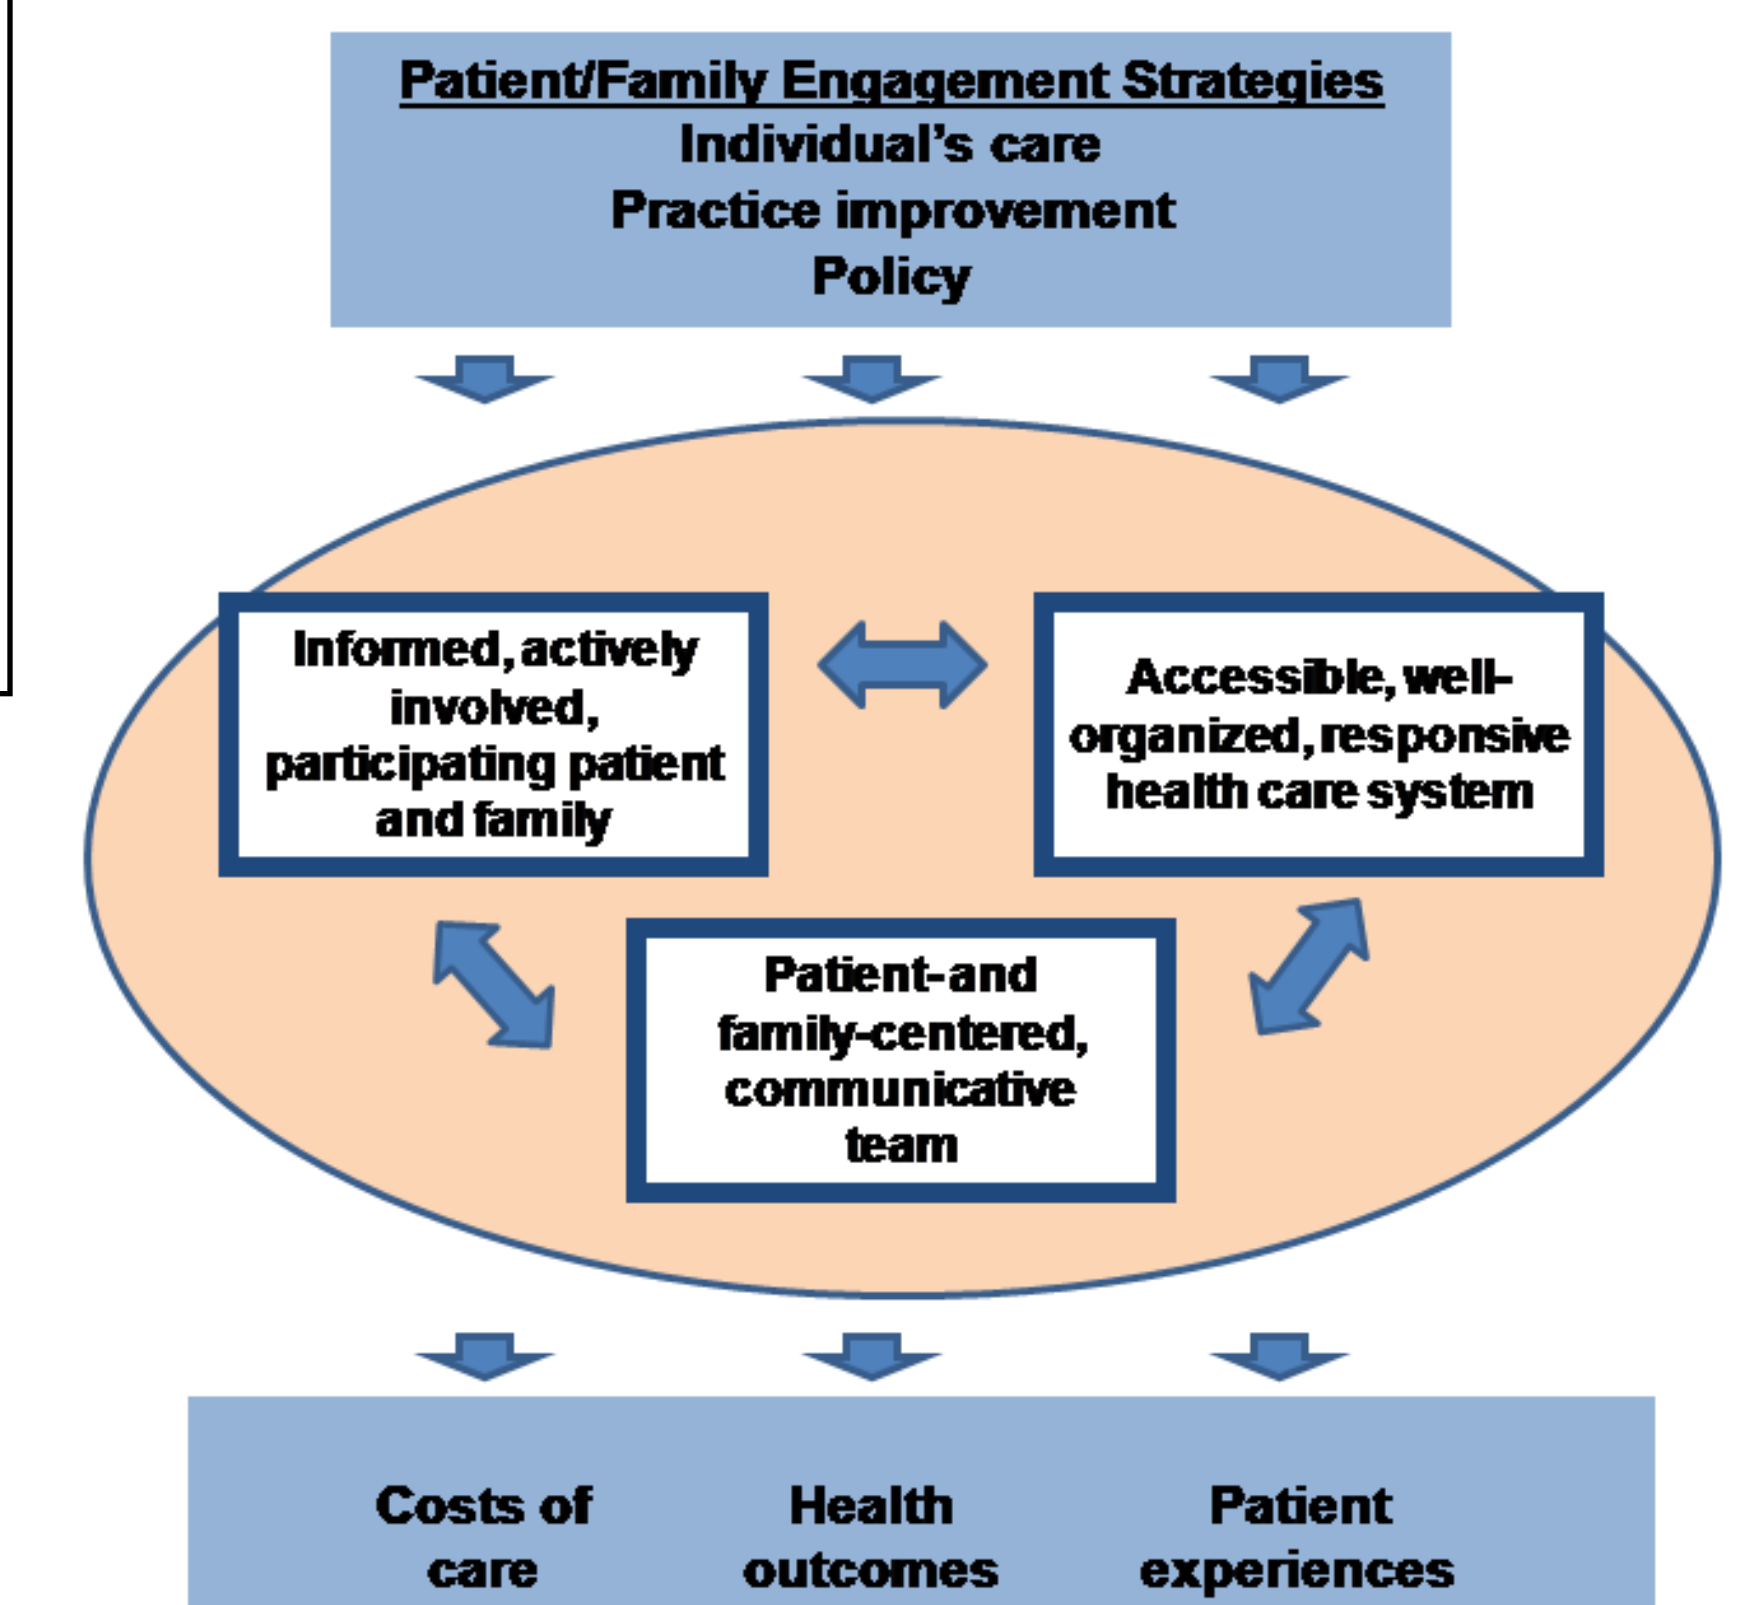 Patient/Family Engagement Strategies
Individual’s care
Practice improvement
Policy
Informed, actively
involved,
participating patient
and family
Accessible, well-
organized, responsive
health care system
Patient- and
family-centered,
communicative
team
Costs of
care
Health
outcomes
Patient
experiences